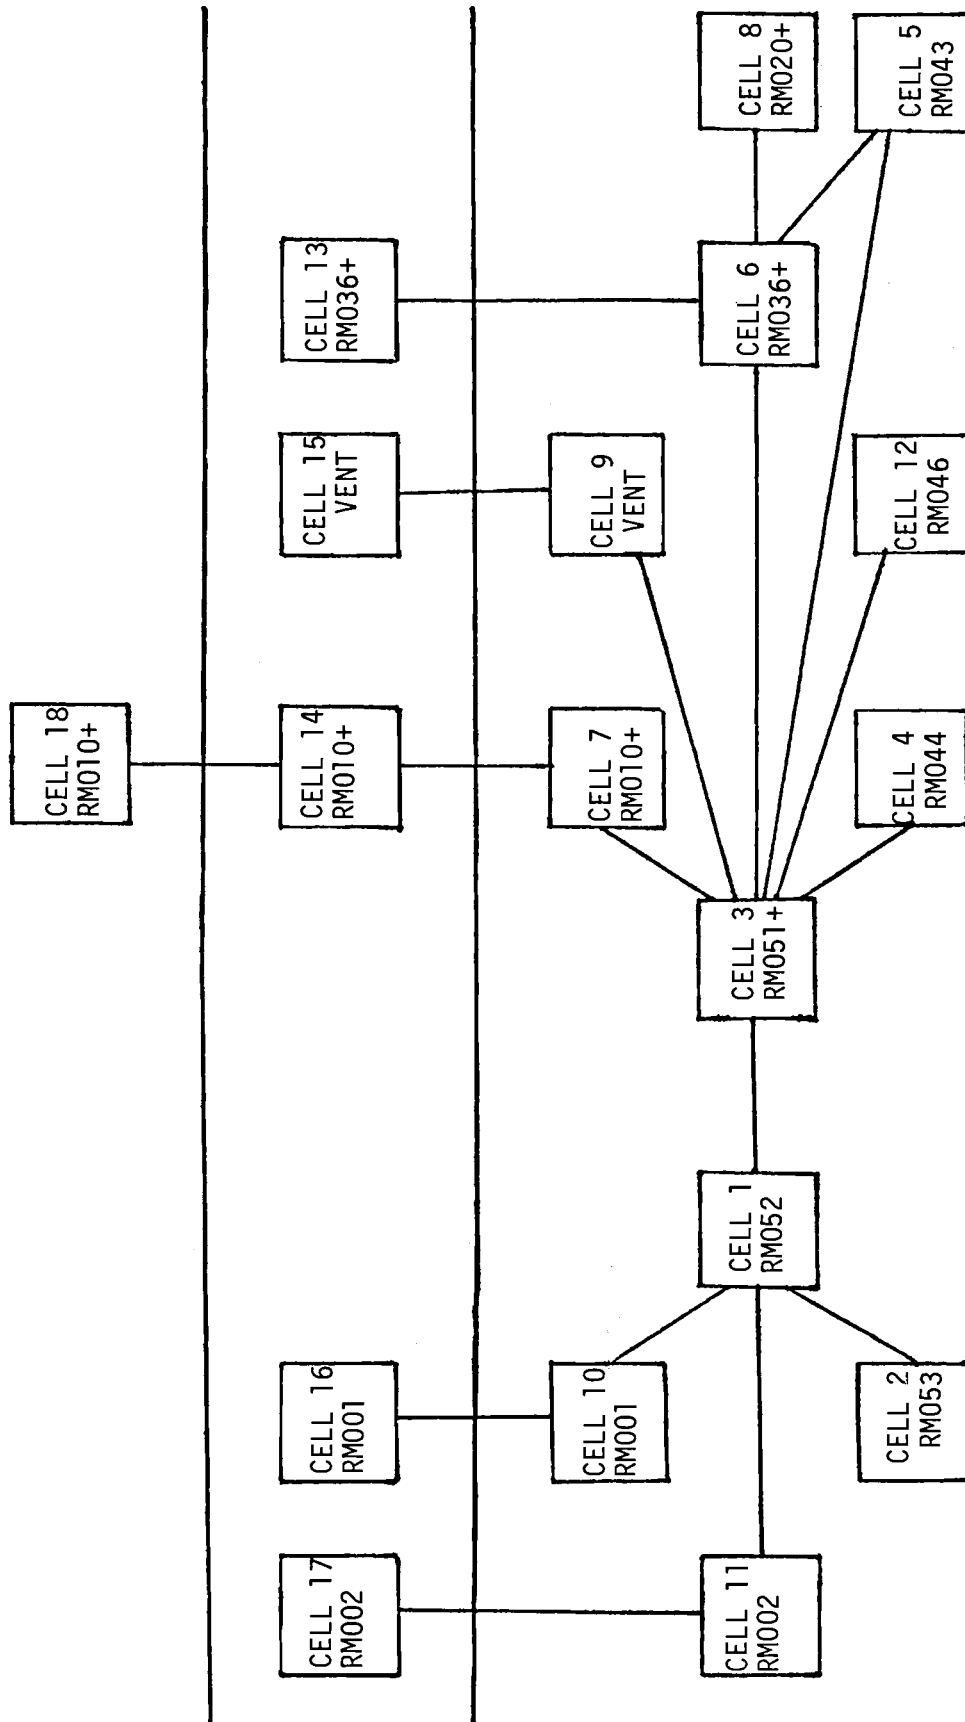 CELL 18
RM010+
CELL 17
RM002
CELL 16
RM001
CELL 14
RM010+
CELL 15
VENT
CELL 13
RM036+
CELL 10
RM001
CELL 7
RM010+
CELL 9
VENT
CELL 11
RM002
CELL 1
RM052
CELL 3
RM051+
CELL 6
RM036+
CELL 8
RM020+
CELL 2
RM053
CELL 4
RM044
CELL 12
RM046
CELL 5
RM043